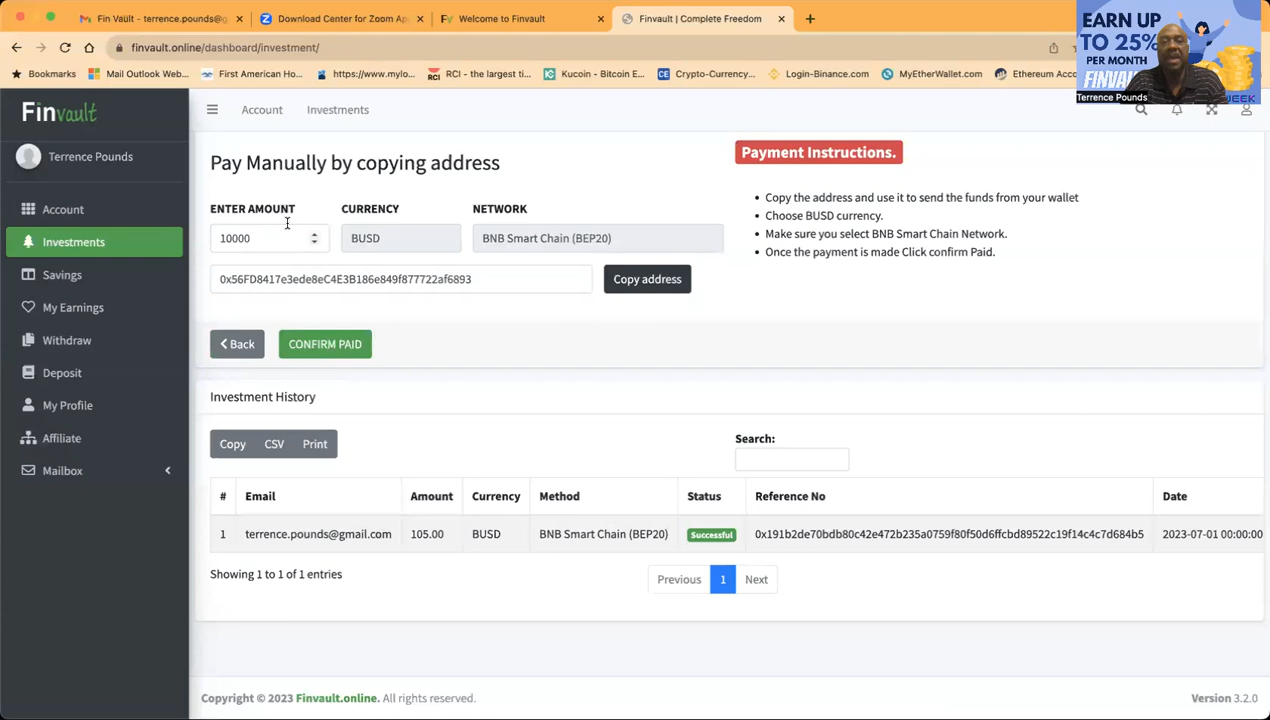 Fin Vault - terrence.pounds@g
Download Center for Zoom Ap
Welcome to Finvault
Finvault | Complete Freedom
finvault.online/dashboard/investment/
Bookmarks
Mail Outlook Web...
First American Ho...
https://www.mylo...
RCI - the largest ti...
Kucoin - Bitcoin E...
Crypto-Currency...
Login-Binance.com
MyEtherWallet.com
Ethereum Acco
EARN UP
TO 25%
PER MONTH
Terrence Pounds
Finvault
Terrence Pounds
Account
Investments
Savings
My Earnings
Withdraw
Deposit
My Profile
Affiliate
Mailbox
Account Investments
Pay Manually by copying address
ENTER AMOUNT CURRENCY NETWORK
10000 BUSD BNB Smart Chain (BEP20)
0x56FD8417e3ede8eC4E3B186e849f877722af6893 Copy address
Back CONFIRM PAID
Payment Instructions.
Copy the address and use it to send the funds from your wallet
Choose BUSD currency.
Make sure you select BNB Smart Chain Network.
Once the payment is made Click confirm Paid.
Investment History
Copy CSV Print
Search:
# Email Amount Currency Method Status Reference No Date
1 terrence.pounds@gmail.com 105.00 BUSD BNB Smart Chain (BEP20) Successful 0x191b2de70bdb80c42e472b235a0759f80f50d6ffcbd89522c19f14c4c7d684b5 2023-07-01 00:00:00
Showing 1 to 1 of 1 entries
Previous 1 Next
Copyright © 2023 Finvault.online. All rights reserved.
Version 3.2.0